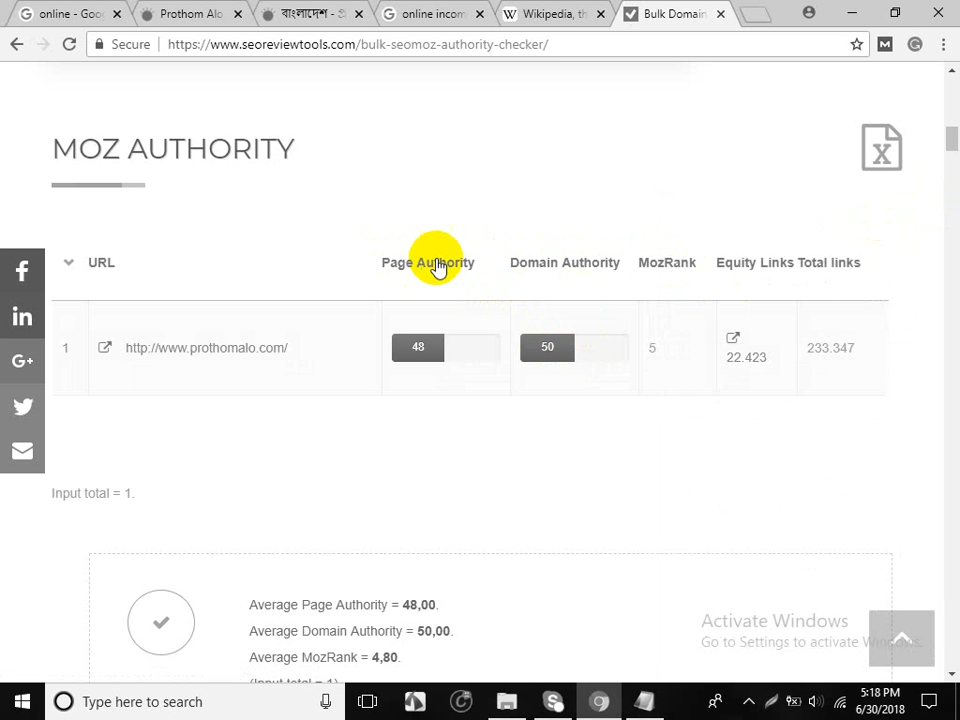 online - Goo
Prothom Alo
বাংলাদেশ - প্র
online incom
Wikipedia, th
Bulk Domain
Secure
https://www.seoreviewtools.com/bulk-seomoz-authority-checker/
MOZ AUTHORITY
URL
Page Authority
Domain Authority
MozRank
Equity Links
Total links
1
http://www.prothomalo.com/
48
50
5
22.423
233.347
Input total = 1.
Average Page Authority = 48,00.
Average Domain Authority = 50,00.
Average MozRank = 4,80.
(Input total = 1)
Activate Windows
Go to Settings to activate Windows.
Type here to search
5:18 PM
6/30/2018